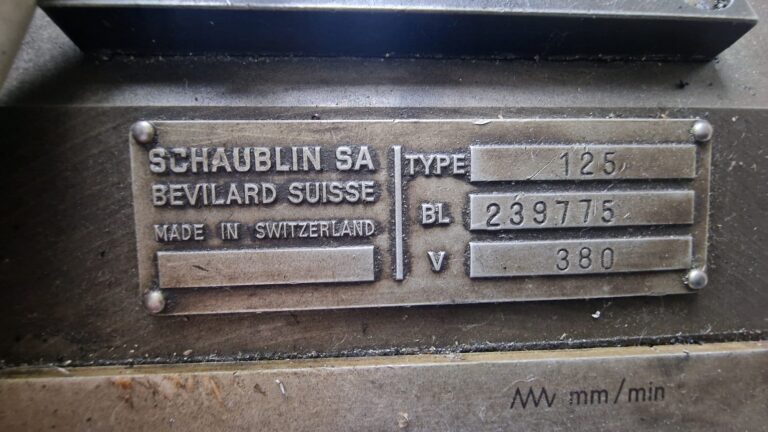 SCHAUBLIN SA
BEVILARD SUISSE
MADE IN SWITZERLAND
TYPE 125
BL 239775
V 380
mm/min